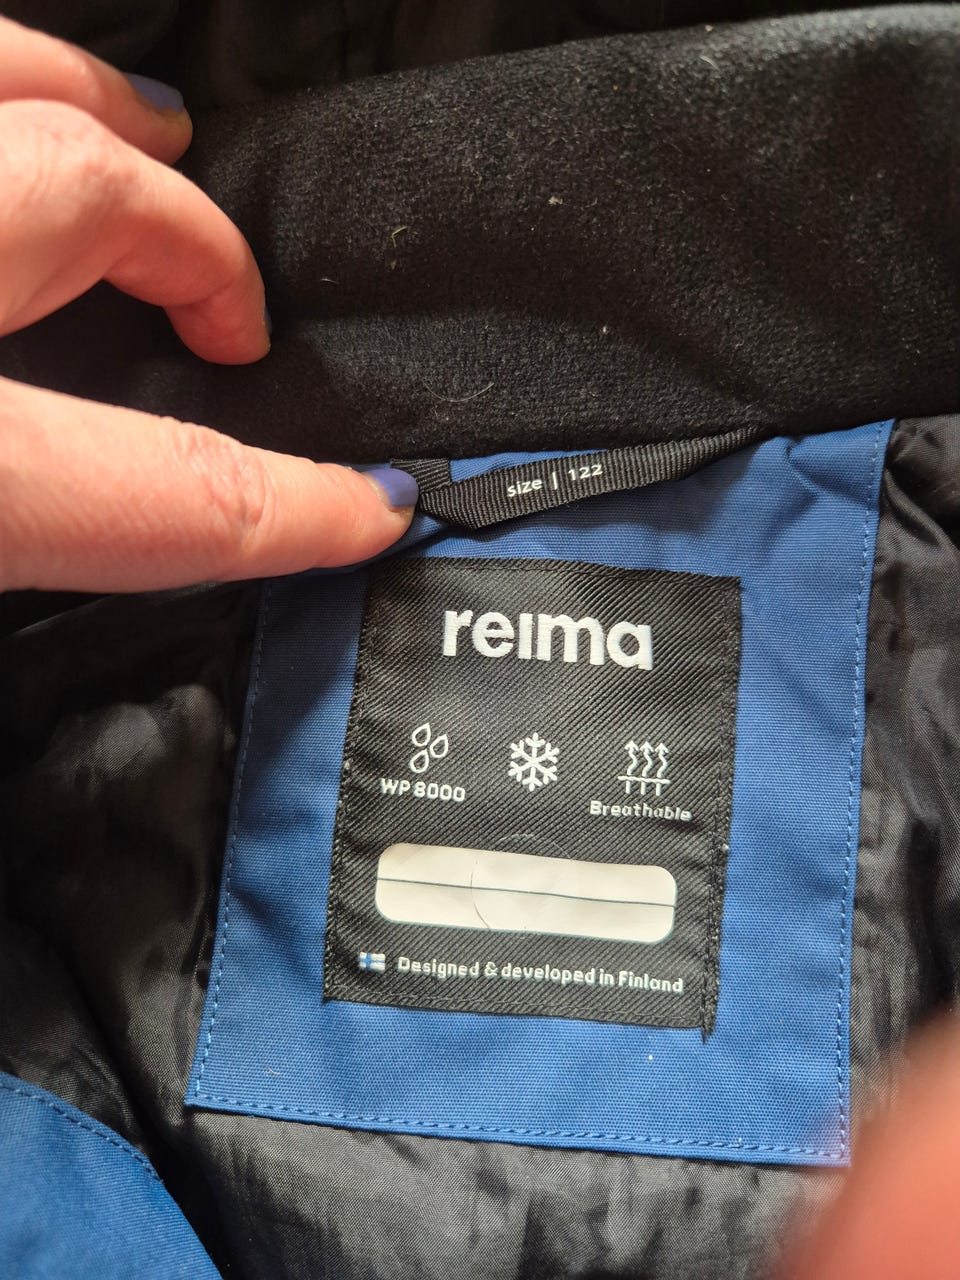 size | 122
reima
WP 8000
Breathable
Designed & developed in Finland